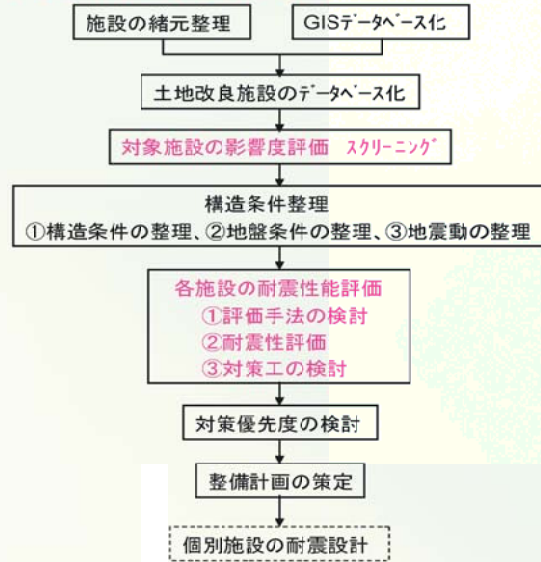 施設の緒元整理
GISデータベース化
土地改良施設のデータベース化
対象施設の影響度評価 スクリーニング
構造条件整理
①構造条件の整理、②地盤条件の整理、③地震動の整理
各施設の耐震性能評価
①評価手法の検討
②耐震性評価
③対策工の検討
対策優先度の検討
整備計画の策定
個別施設の耐震設計